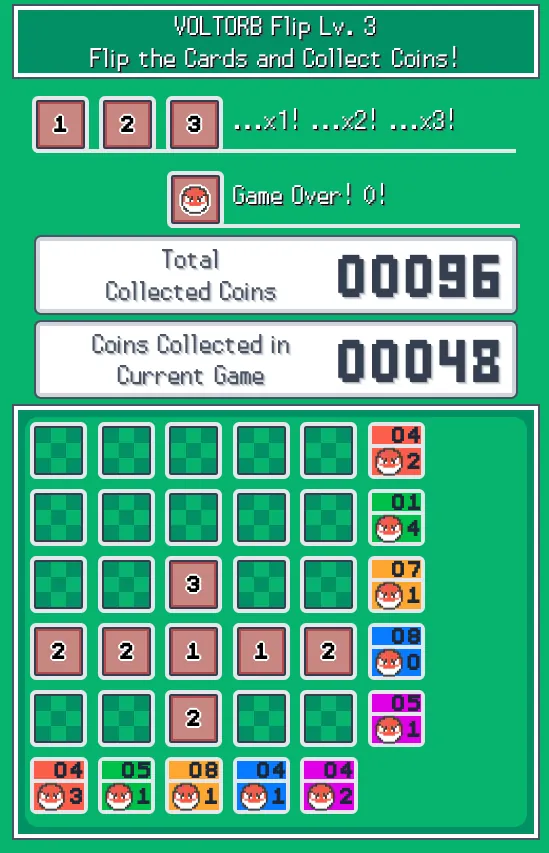 VOLTORB Flip Lv. 3
Flip the Cards and Collect Coins!
1 2 3 ...x1! ...x2! ...x3!
Game Over! 0!
Total
Collected Coins
00096
Coins Collected in
Current Game
00048
04
2
01
4
3 07
1
2 2 1 1 2 08
0
2 05
1
04 05 08 04 04
3 1 1 1 2